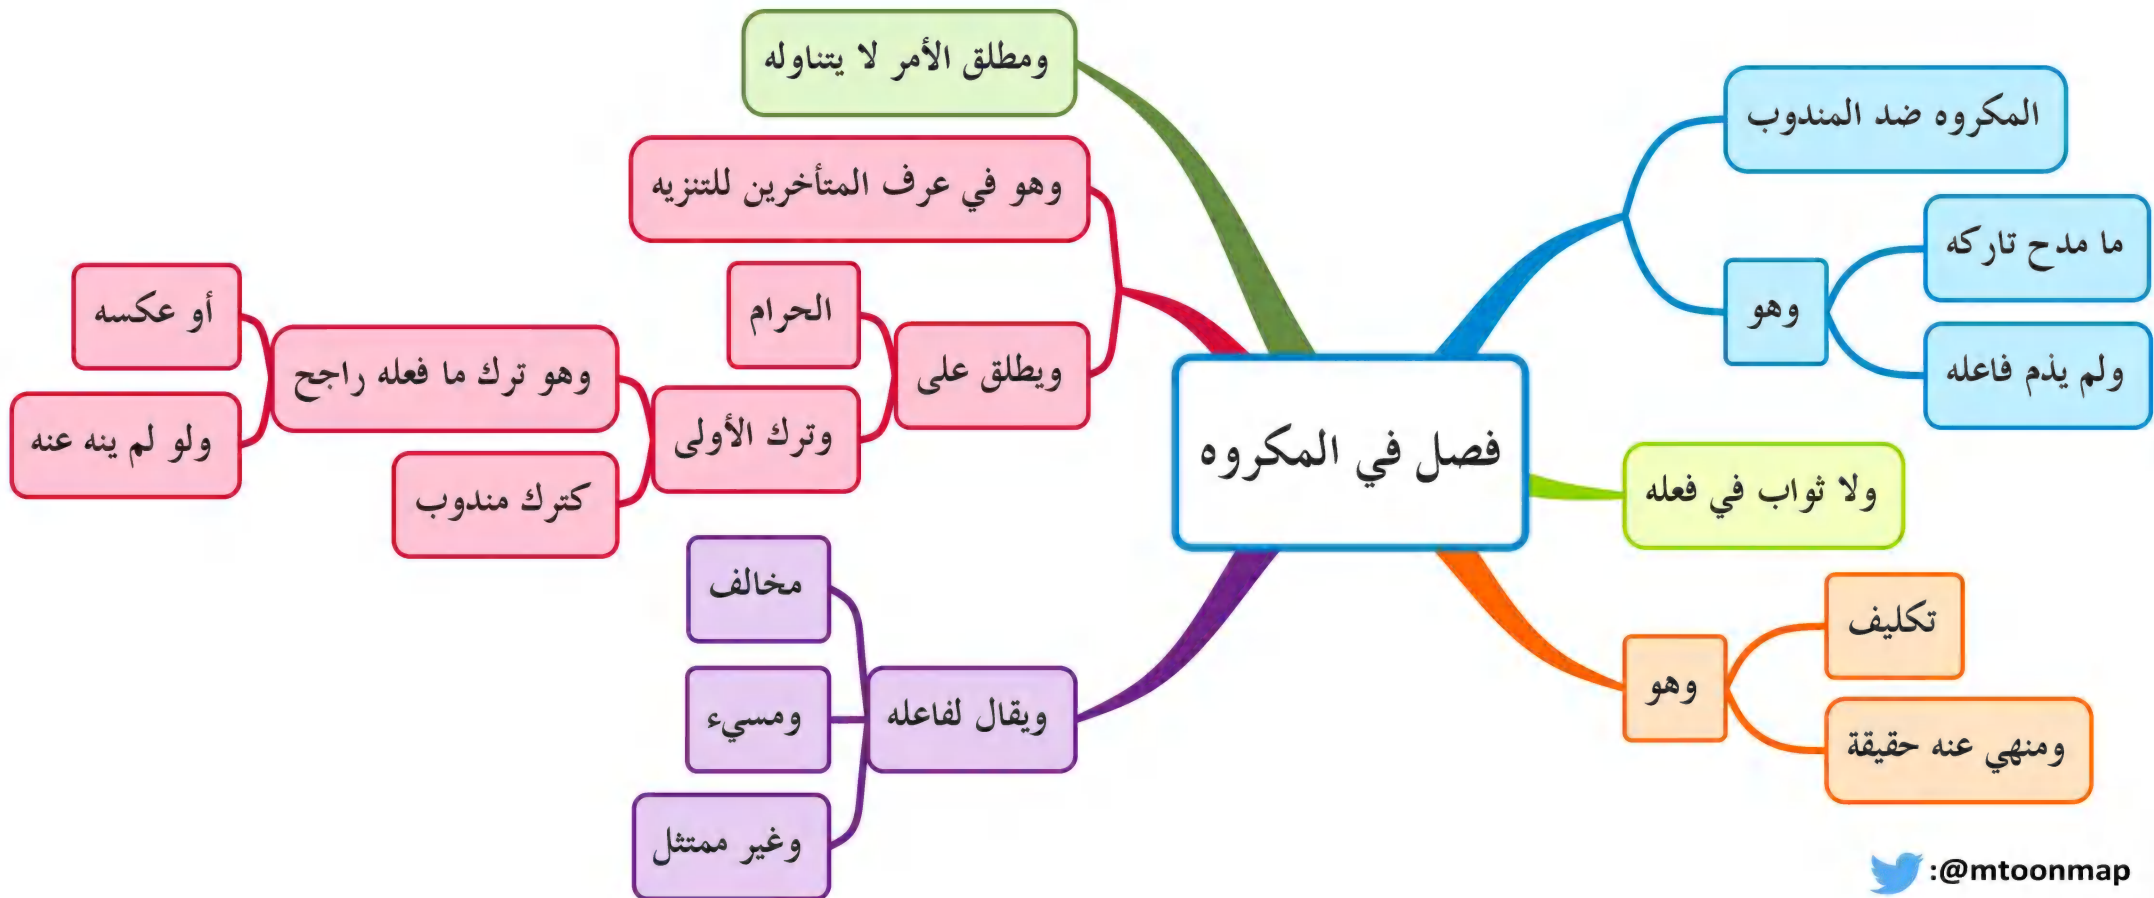 فصل في المكروه
المكروه ضد المندوب
وهو
ما مدح تاركه
ولم يذم فاعله
ولا ثواب في فعله
وهو
تكليف
ومنهي عنه حقيقة
ومطلق الأمر لا يتناوله
وهو في عرف المتأخرين للتنزيه
ويطلق على
الحرام
وترك الأولى
وهو ترك ما فعله راجح
أو عكسه
ولو لم ينه عنه
كترك مندوب
ويقال لفاعله
مخالف
ومسيء
وغير ممتثل
:@mtoonmap